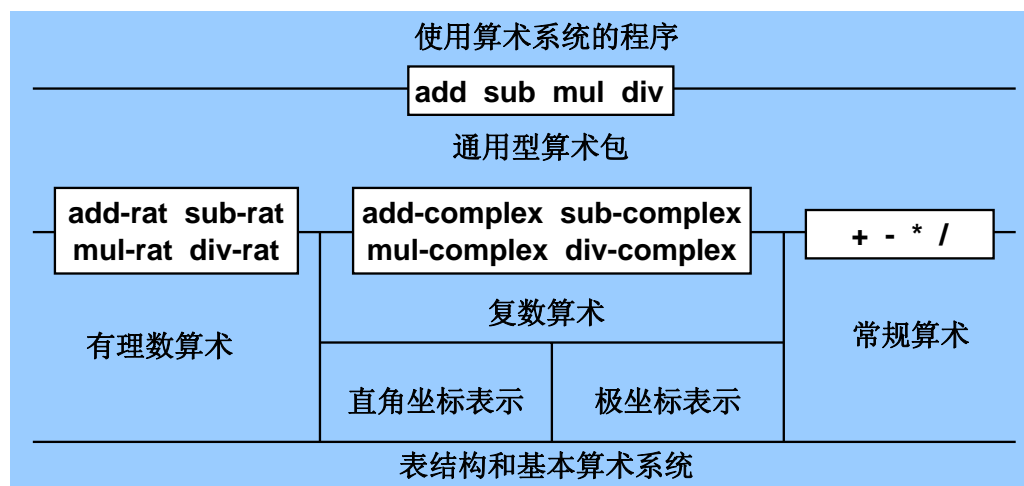 使用算术系统的程序
add sub mul div
通用型算术包
add-rat sub-rat
mul-rat div-rat
add-complex sub-complex
mul-complex div-complex
+ - * /
有理数算术
复数算术
常规算术
直角坐标表示
极坐标表示
表结构和基本算术系统